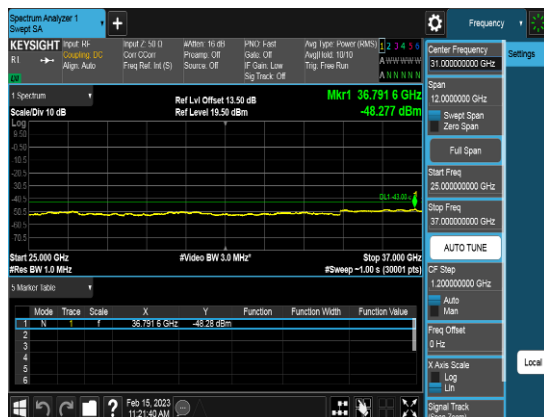 Spectrum Analyzer 1
Swept SA
+
Frequency
KEYSIGHT
Input: RF
Coupling: DC
Align: Auto
Input Z: 50 Ω
Corr CCorr
Freq Ref: Int (S)
#Atten: 16 dB
Preamp: Off
Source: Off
PNO: Fast
Gate: Off
IF Gain: Low
Sig Track: Off
Avg Type: Power (RMS)
Avg|Hold: 10/10
Trig: Free Run
1 2 3 4 5 6
A W W W W W
A N N N N N
1 Spectrum
Scale/Div 10 dB
Ref Lvl Offset 13.50 dB
Ref Level 19.50 dBm
Mkr1 36.791 6 GHz
-48.277 dBm
Log
9.50
-0.50
-10.5
-20.5
-30.5
-40.5
-50.5
-60.5
-70.5
Start 25.000 GHz
#Res BW 1.0 MHz
#Video BW 3.0 MHz*
Stop 37.000 GHz
#Sweep ~1.00 s (30001 pts)
5 Marker Table
Mode Trace Scale X Y Function Function Width Function Value
1 N 1 f 36.791 6 GHz -48.28 dBm
2
3
4
5
6
Feb 15, 2023
11:21:40 AM
Center Frequency
31.000000000 GHz
Settings
Span
12.0000000 GHz
Swept Span
Zero Span
Full Span
Start Freq
25.000000000 GHz
Stop Freq
37.000000000 GHz
AUTO TUNE
CF Step
1.200000000 GHz
Auto
Man
Freq Offset
0 Hz
X Axis Scale
Log
Lin
Local
Signal Track